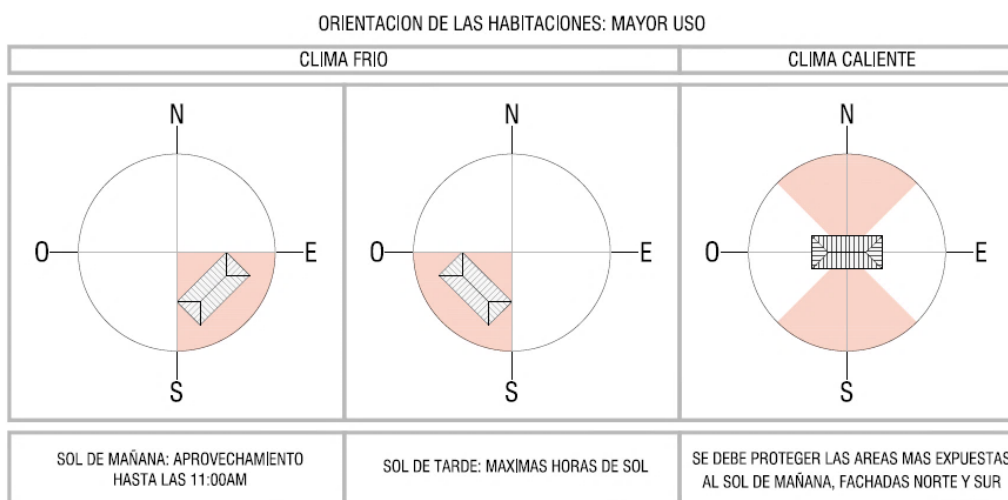 ORIENTACION DE LAS HABITACIONES: MAYOR USO
CLIMA FRIO
CLIMA CALIENTE
N
O
E
S
N
O
E
S
N
O
E
S
SOL DE MAÑANA: APROVECHAMIENTO
HASTA LAS 11:00AM
SOL DE TARDE: MAXIMAS HORAS DE SOL
SE DEBE PROTEGER LAS AREAS MAS EXPUESTAS
AL SOL DE MAÑANA, FACHADAS NORTE Y SUR